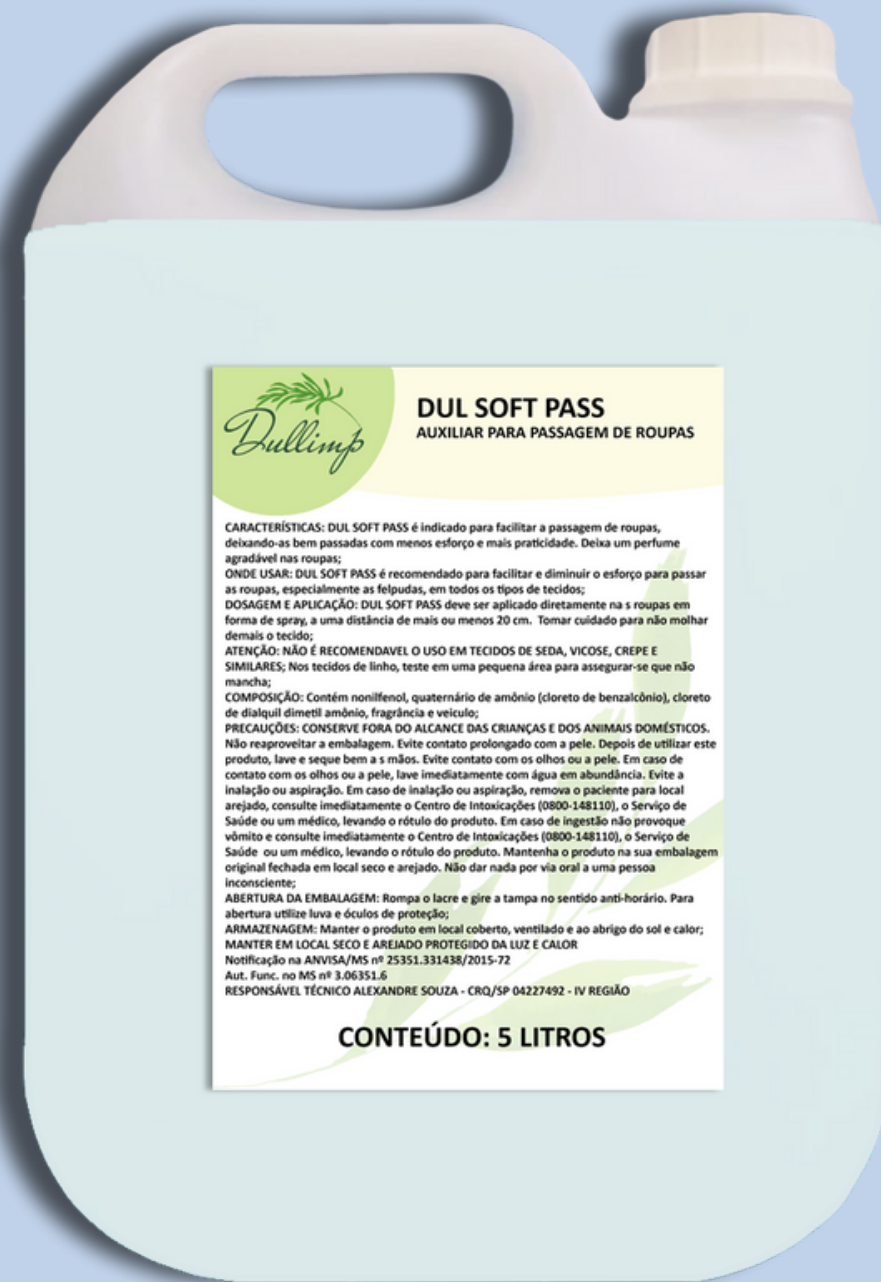 Dullimp
DUL SOFT PASS
AUXILIAR PARA PASSAGEM DE ROUPAS
CARACTERÍSTICAS: DUL SOFT PASS é indicado para facilitar a passagem de roupas,
deixando-as bem passadas com menos esforço e mais praticidade. Deixa um perfume
agradável nas roupas;
ONDE USAR: DUL SOFT PASS é recomendado para facilitar e diminuir o esforço para passar
as roupas, especialmente as felpudas, em todos os tipos de tecidos;
DOSAGEM E APLICAÇÃO: DUL SOFT PASS deve ser aplicado diretamente na s roupas em
forma de spray, a uma distância de mais ou menos 20 cm. Tomar cuidado para não molhar
demais o tecido;
ATENÇÃO: NÃO É RECOMENDAVEL O USO EM TECIDOS DE SEDA, VICOSE, CREPE E
SIMILARES; Nos tecidos de linho, teste em uma pequena área para assegurar-se que não
mancha;
COMPOSIÇÃO: Contém nonilfenol, quaternário de amônio (cloreto de benzalcônio), cloreto
de dialquil dimetil amônio, fragrância e veiculo;
PRECAUÇÕES: CONSERVE FORA DO ALCANCE DAS CRIANÇAS E DOS ANIMAIS DOMÉSTICOS.
Não reaproveitar a embalagem. Evite contato prolongado com a pele. Depois de utilizar este
produto, lave e seque bem a s mãos. Evite contato com os olhos ou a pele. Em caso de
contato com os olhos ou a pele, lave imediatamente com água em abundância. Evite a
inalação ou aspiração. Em caso de inalação ou aspiração, remova o paciente para local
arejado, consulte imediatamente o Centro de Intoxicações (0800-148110), o Serviço de
Saúde ou um médico, levando o rótulo do produto. Em caso de ingestão não provoque
vômito e consulte imediatamente o Centro de Intoxicações (0800-148110), o Serviço de
Saúde ou um médico, levando o rótulo do produto. Mantenha o produto na sua embalagem
original fechada em local seco e arejado. Não dar nada por via oral a uma pessoa
inconsciente;
ABERTURA DA EMBALAGEM: Rompa o lacre e gire a tampa no sentido anti-horário. Para
abertura utilize luva e óculos de proteção;
ARMAZENAGEM: Manter o produto em local coberto, ventilado e ao abrigo do sol e calor;
MANTER EM LOCAL SECO E AREJADO PROTEGIDO DA LUZ E CALOR
Notificação na ANVISA/MS nº 25351.331438/2015-72
Aut. Func. no MS nº 3.06351.6
RESPONSÁVEL TÉCNICO ALEXANDRE SOUZA - CRQ/SP 04227492 - IV REGIÃO
CONTEÚDO: 5 LITROS